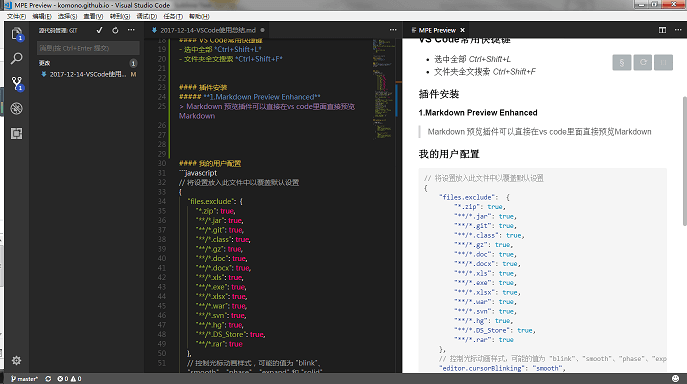 MPE Preview - komono.github.io - Visual Studio Code
文件(F) 编辑(E) 选择(S) 查看(V) 转到(G) 调试(D) 任务(T) 帮助(H)
源代码管理: GIT
消息(按 Ctrl+Enter 提交)
更改 1
2017-12-14-VSCode使用... M
2017-12-14-VSCode使用总结.md
18 #### VS Code常用快捷键
19 - 选中全部 *Ctrl+Shift+L*
20 - 文件夹全文搜索 *Ctrl+Shift+F*
21
22
23 #### 插件安装
24 ##### **1.Markdown Preview Enhanced**
25 > Markdown 预览插件可以直接在vs code里面直接预览
Markdown
26
27
28
29
30 #### 我的用户配置
31 ```javascript
32 // 将设置放入此文件中以覆盖默认设置
33 {
34 "files.exclude": {
35 "*.zip": true,
36 "**/*.jar": true,
37 "**/*.git": true,
38 "**/*.class": true,
39 "**/*.gz": true,
40 "**/*.doc": true,
41 "**/*.docx": true,
42 "**/*.xls": true,
43 "**/*.exe": true,
44 "**/*.xlsx": true,
45 "**/*.war": true,
46 "**/*.svn": true,
47 "**/*.hg": true,
48 "**/*.DS_Store": true,
49 "**/*.rar": true
50 },
51 // 控制光标动画样式，可能的值为 "blink"、
"smooth"、"phase"、"expand" 和 "solid"
MPE Preview
VS Code常用快捷键
• 选中全部 Ctrl+Shift+L
• 文件夹全文搜索 Ctrl+Shift+F
§
插件安装
1.Markdown Preview Enhanced
Markdown 预览插件可以直接在vs code里面直接预览Markdown
我的用户配置
// 将设置放入此文件中以覆盖默认设置
{
"files.exclude": {
"*.zip": true,
"**/*.jar": true,
"**/*.git": true,
"**/*.class": true,
"**/*.gz": true,
"**/*.doc": true,
"**/*.docx": true,
"**/*.xls": true,
"**/*.exe": true,
"**/*.xlsx": true,
"**/*.war": true,
"**/*.svn": true,
"**/*.hg": true,
"**/*.DS_Store": true,
"**/*.rar": true
},
// 控制光标动画样式，可能的值为 "blink"、"smooth"、"phase"、"exp
"editor.cursorBlinking": "smooth",
master* 0 0